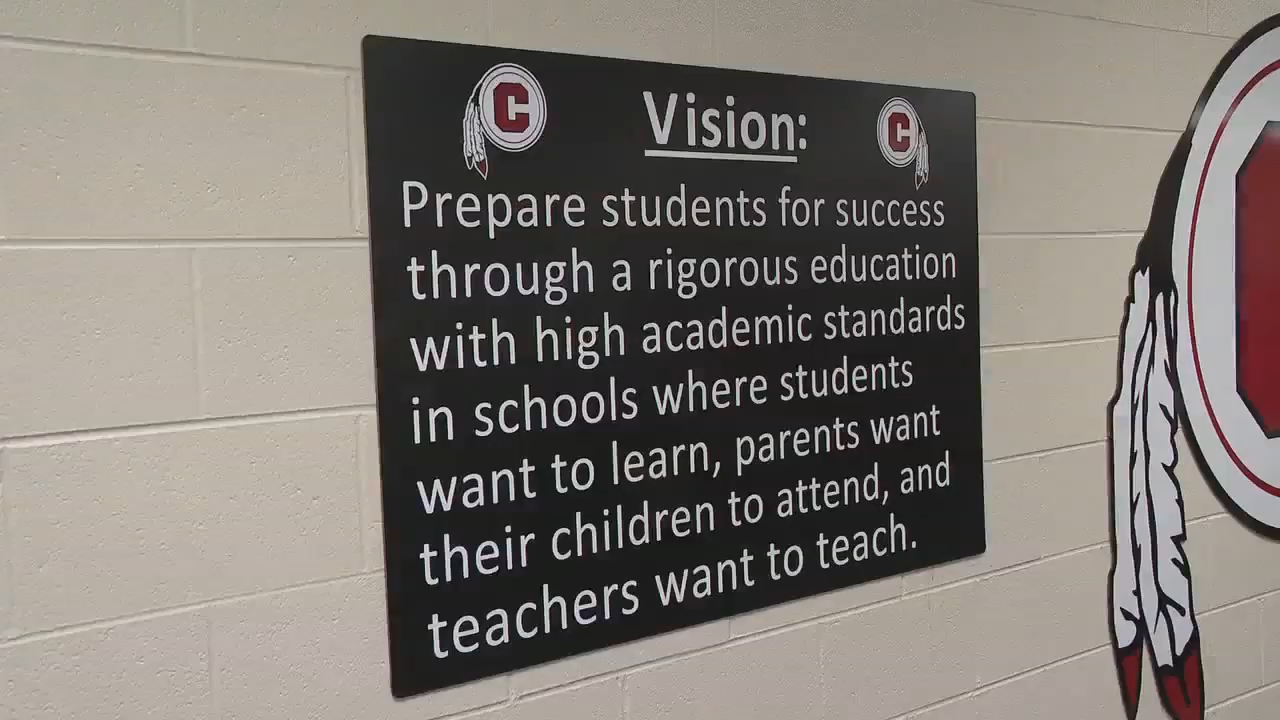 C C
Vision:
Prepare students for success
through a rigorous education
with high academic standards
in schools where students
want to learn, parents want
their children to attend, and
teachers want to teach.